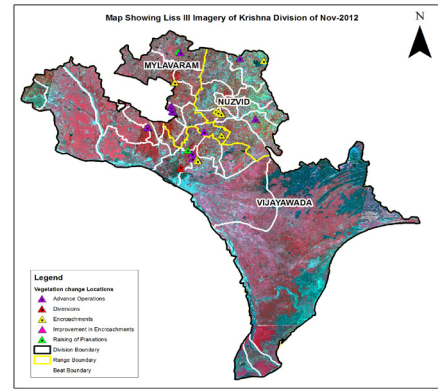 Map Showing Liss III Imagery of Krishna Division of Nov-2012
N
MYLAVARAM
NUZVID
VIJAYAWADA
Legend
Vegetation change Locations
Advance Operations
Diversions
Encroachments
Improvement in Encroachments
Raising of Planations
Division Boundary
Range Boundary
Beat Boundary